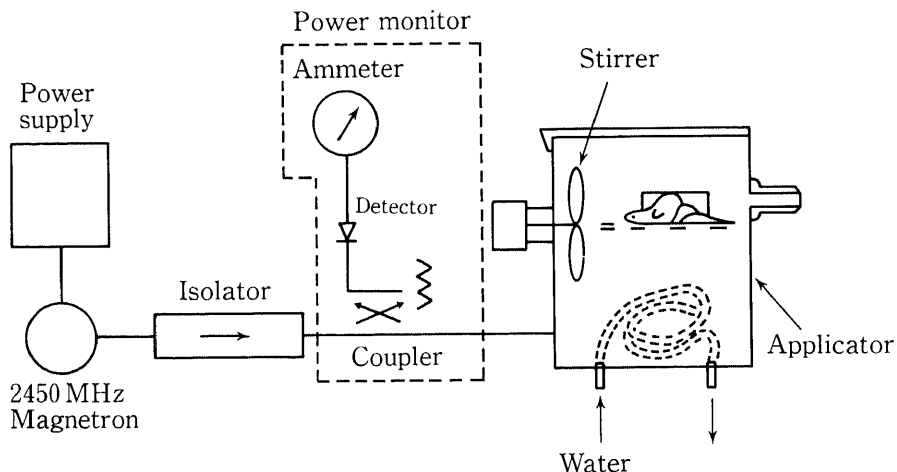 Power monitor
Ammeter
Stirrer
Power
supply
Detector
Isolator
Coupler
Applicator
2450 MHz
Magnetron
Water